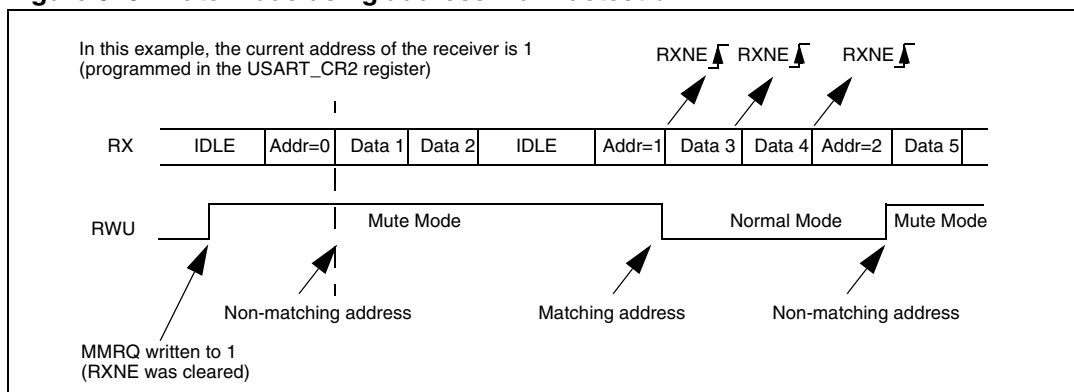 In this example, the current address of the receiver is 1
(programmed in the USART_CR2 register)
RXNE RXNE RXNE
RX IDLE Addr=0 Data 1 Data 2 IDLE Addr=1 Data 3 Data 4 Addr=2 Data 5
RWU Mute Mode Normal Mode Mute Mode
Non-matching address Matching address Non-matching address
MMRQ written to 1
(RXNE was cleared)